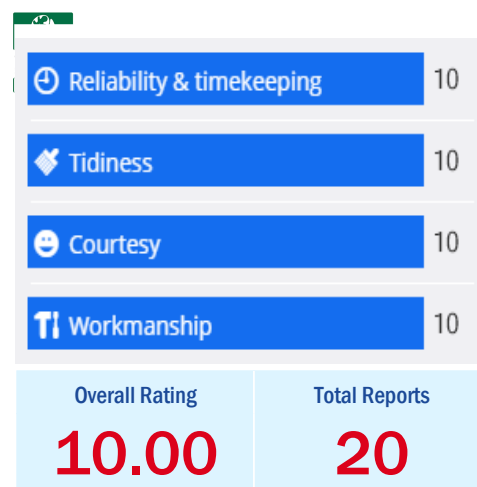 Reliability & timekeeping 10
Tidiness 10
Courtesy 10
Workmanship 10
Overall Rating Total Reports
10.00 20